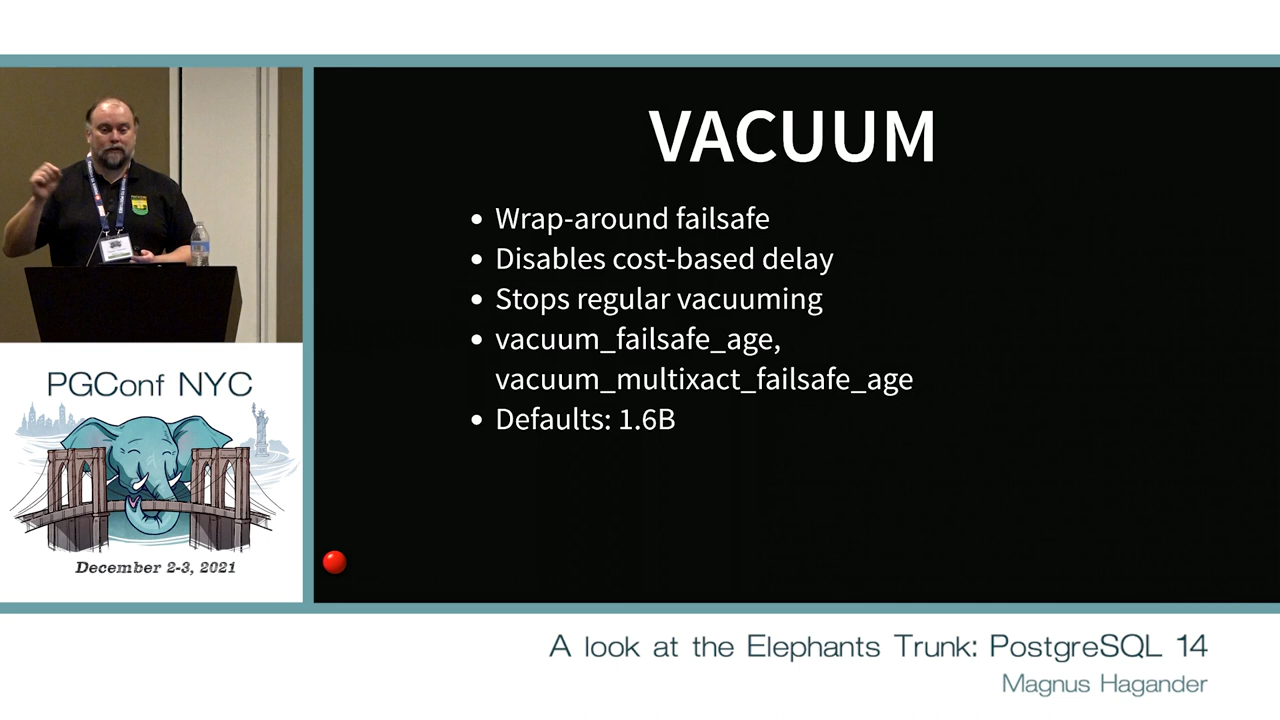 VACUUM
• Wrap-around failsafe
• Disables cost-based delay
• Stops regular vacuuming
• vacuum_failsafe_age,
vacuum_multixact_failsafe_age
• Defaults: 1.6B
PGConf NYC
December 2-3, 2021
A look at the Elephants Trunk: PostgreSQL 14
Magnus Hagander